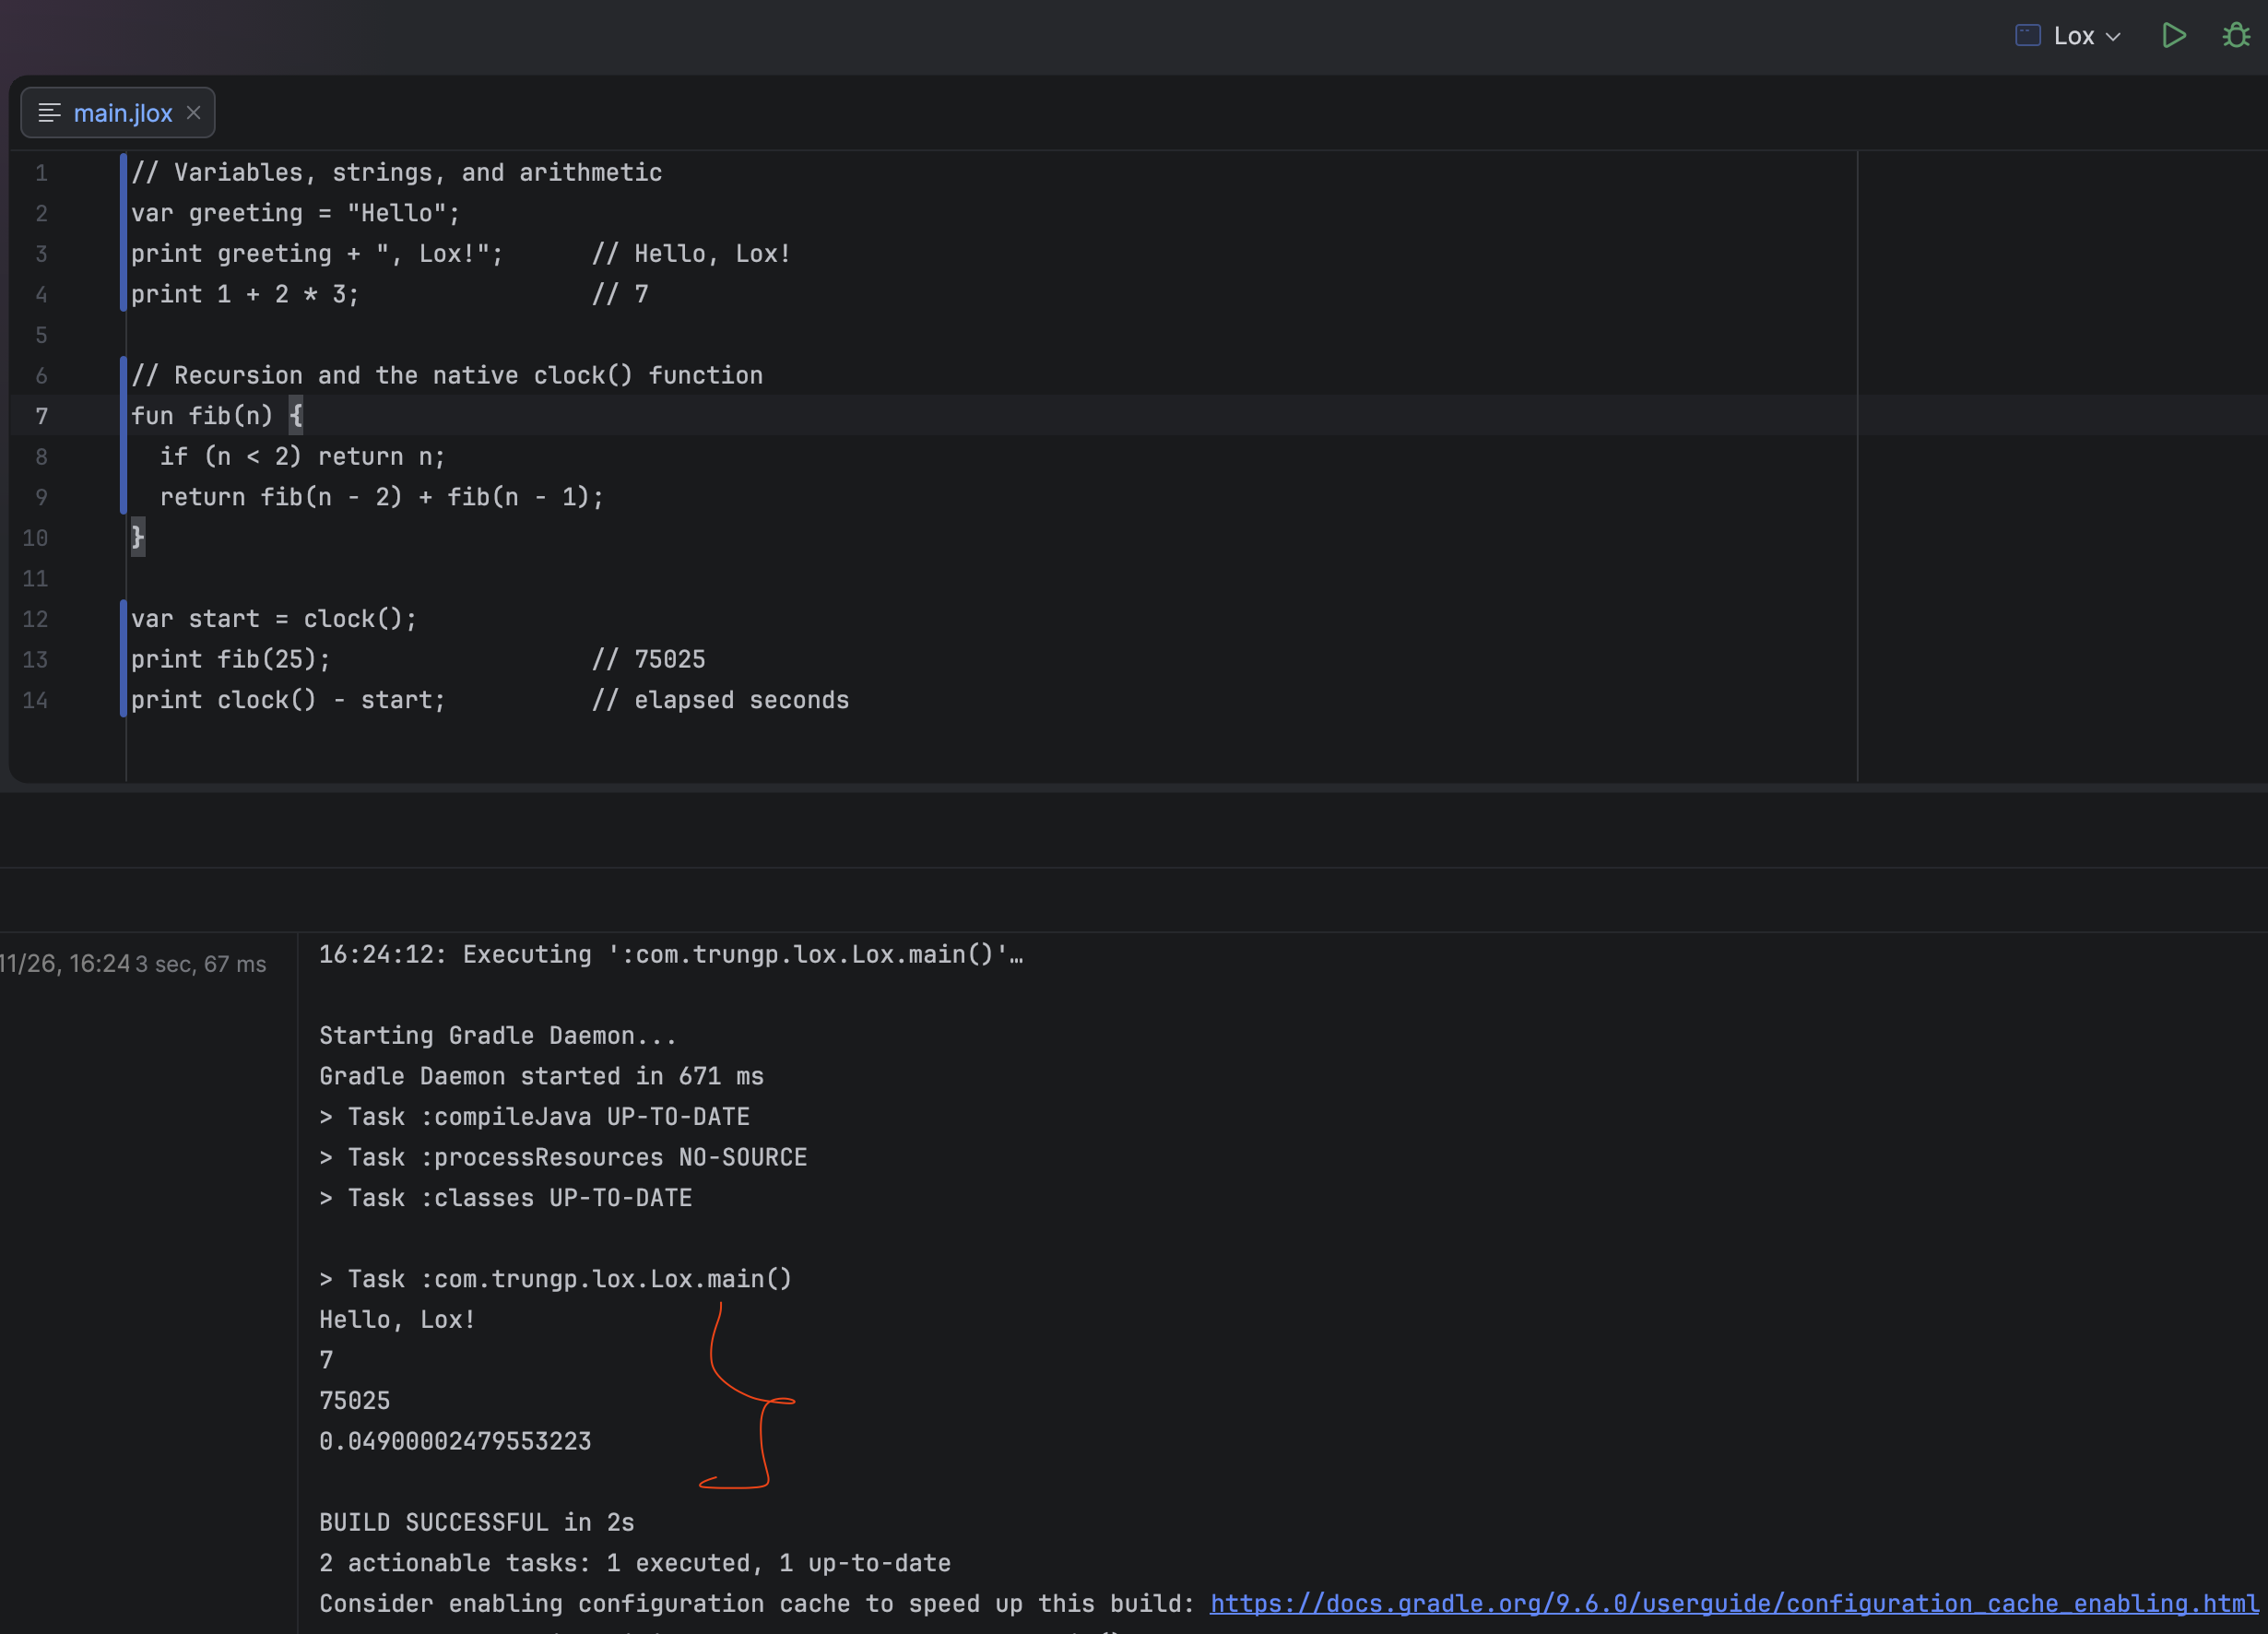 Lox
main.jlox
1 // Variables, strings, and arithmetic
2 var greeting = "Hello";
3 print greeting + ", Lox!";      // Hello, Lox!
4 print 1 + 2 * 3;                // 7
5
6 // Recursion and the native clock() function
7 fun fib(n) {
8   if (n < 2) return n;
9   return fib(n - 2) + fib(n - 1);
10 }
11
12 var start = clock();
13 print fib(25);                  // 75025
14 print clock() - start;          // elapsed seconds
11/26, 16:24 3 sec, 67 ms
16:24:12: Executing ':com.trungp.lox.Lox.main()'…
Starting Gradle Daemon...
Gradle Daemon started in 671 ms
> Task :compileJava UP-TO-DATE
> Task :processResources NO-SOURCE
> Task :classes UP-TO-DATE
> Task :com.trungp.lox.Lox.main()
Hello, Lox!
7
75025
0.04900002479553223
BUILD SUCCESSFUL in 2s
2 actionable tasks: 1 executed, 1 up-to-date
Consider enabling configuration cache to speed up this build: https://docs.gradle.org/9.6.0/userguide/configuration_cache_enabling.html